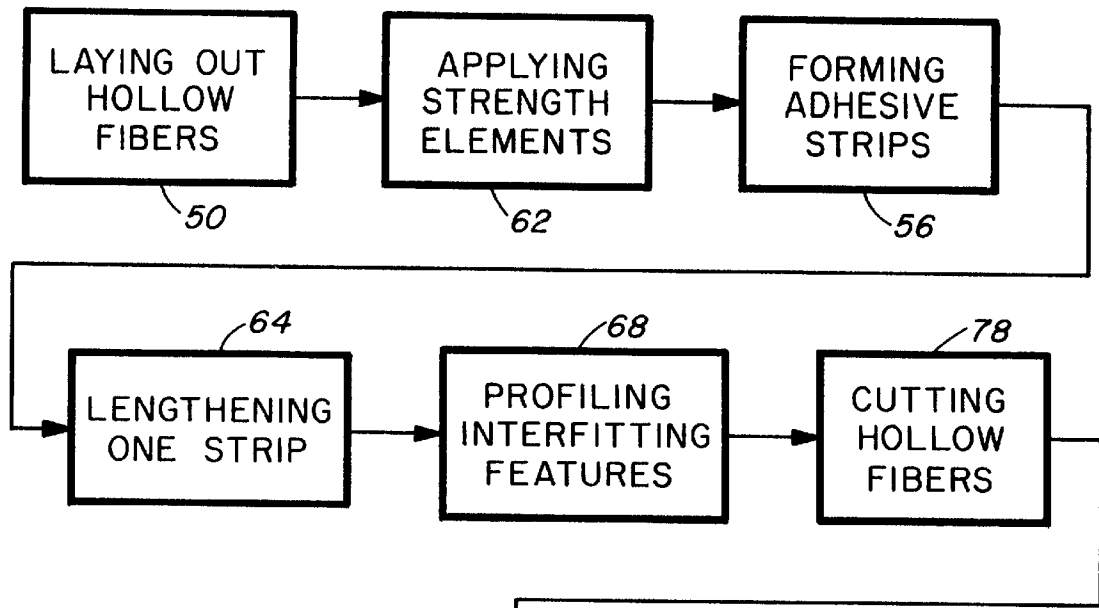 LAYING OUT
HOLLOW
FIBERS
50
APPLYING
STRENGTH
ELEMENTS
62
FORMING
ADHESIVE
STRIPS
56
64
LENGTHENING
ONE STRIP
68
PROFILING
INTERFITTING
FEATURES
78
CUTTING
HOLLOW
FIBERS